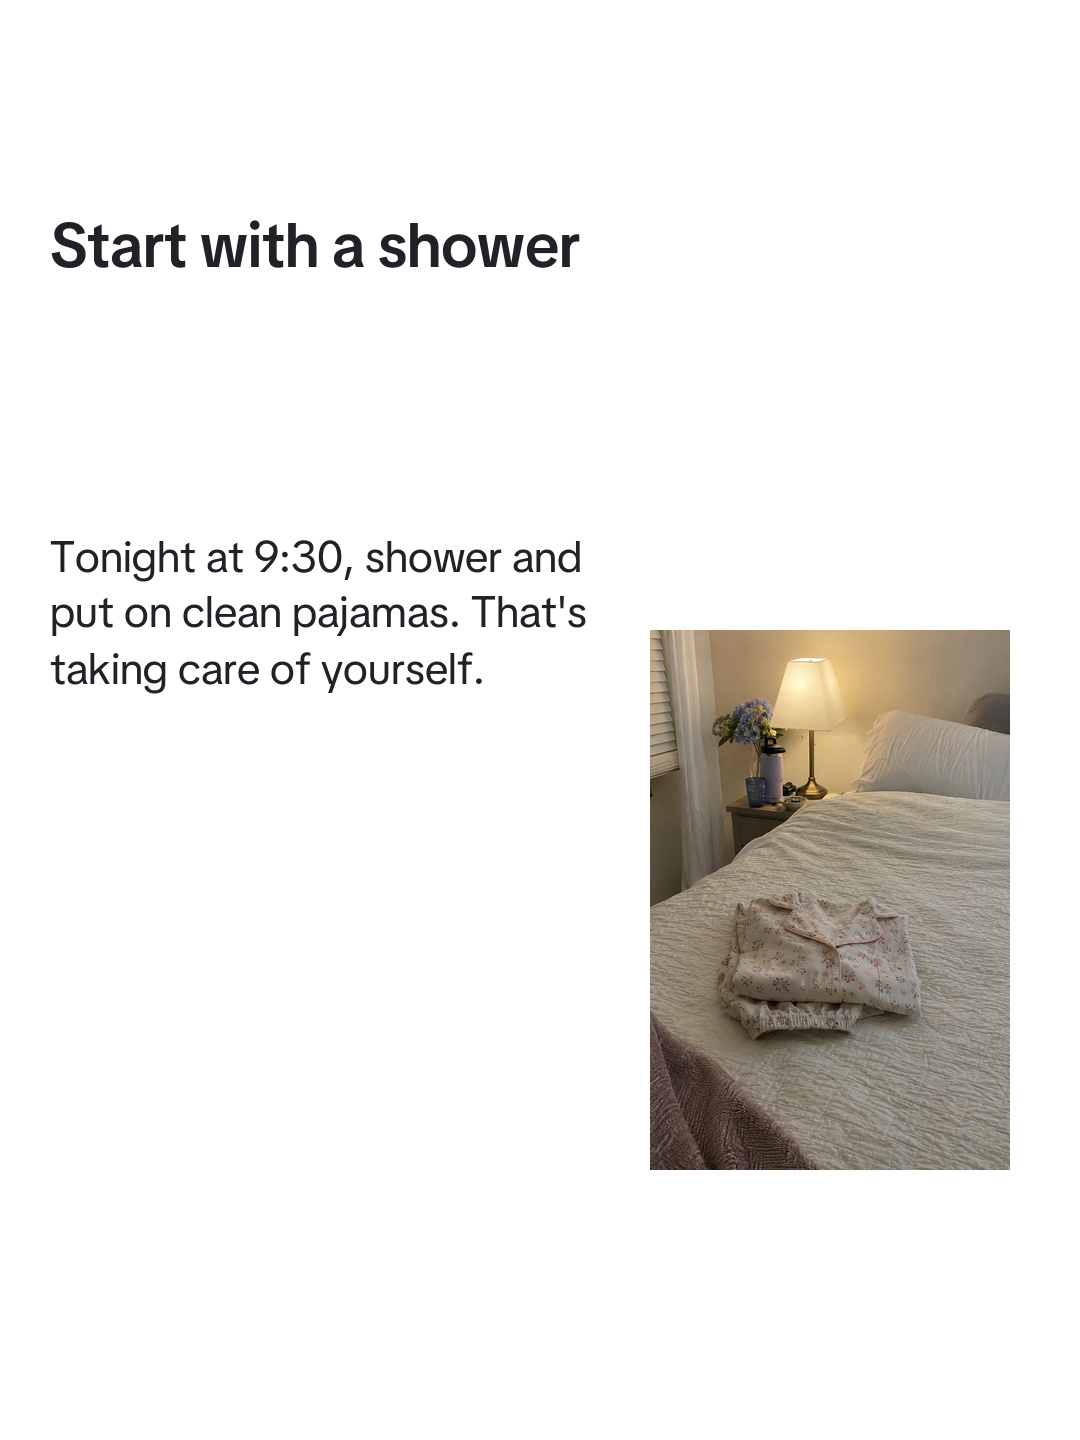 Start with a shower
Tonight at 9:30, shower and
put on clean pajamas. That's
taking care of yourself.